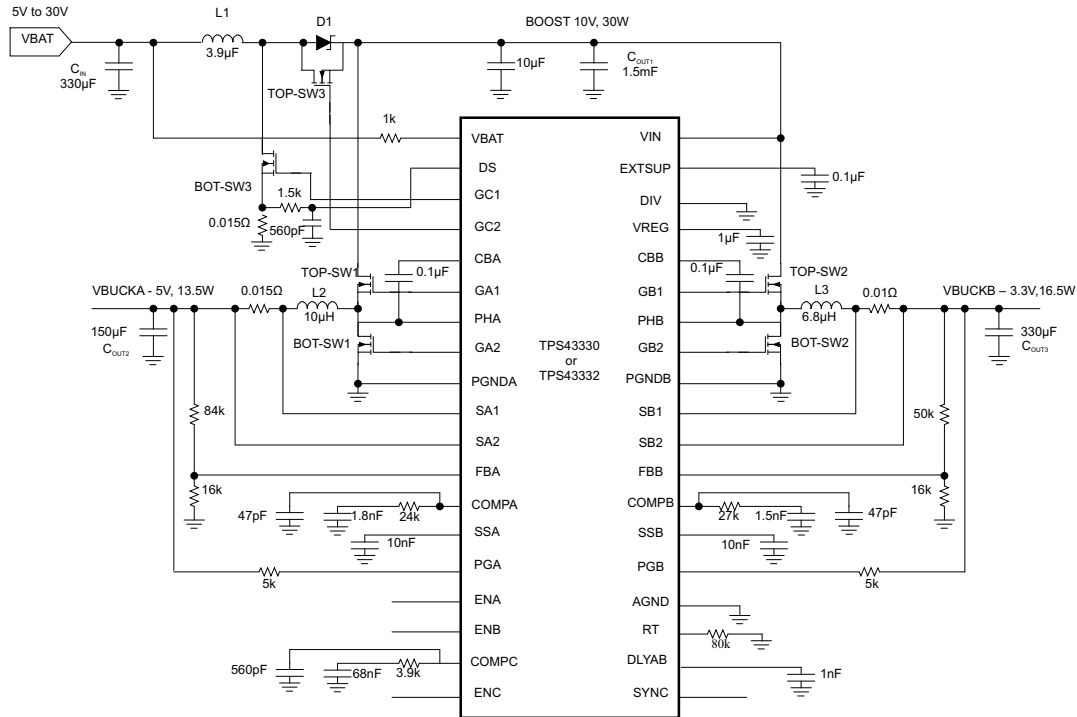 5V to 30V
VBAT
L1
3.9µF
D1
BOOST 10V, 30W
CIN
330µF
TOP-SW3
10µF
COUT1
1.5mF
1k
VBAT
VIN
DS
EXTSUP
0.1µF
BOT-SW3
1.5k
GC1
DIV
0.015Ω
560pF
GC2
VREG
1µF
CBA
CBB
TOP-SW1
0.1µF
0.1µF
TOP-SW2
VBUCKA - 5V, 13.5W
0.015Ω
L2
10µH
GA1
GB1
L3
6.8µH
0.01Ω
VBUCKB – 3.3V,16.5W
150µF
COUT2
PHA
PHB
330µF
COUT3
BOT-SW1
GA2
TPS43330
or
TPS43332
GB2
BOT-SW2
PGNDA
PGNDB
84k
SA1
SB1
50k
SA2
SB2
FBA
FBB
16k
16k
COMPA
COMPB
47pF
1.8nF
24k
27k
1.5nF
47pF
SSA
SSB
10nF
10nF
PGA
PGB
5k
5k
ENA
AGND
ENB
RT
80k
COMPC
DLYAB
560pF
68nF
3.9k
1nF
ENC
SYNC